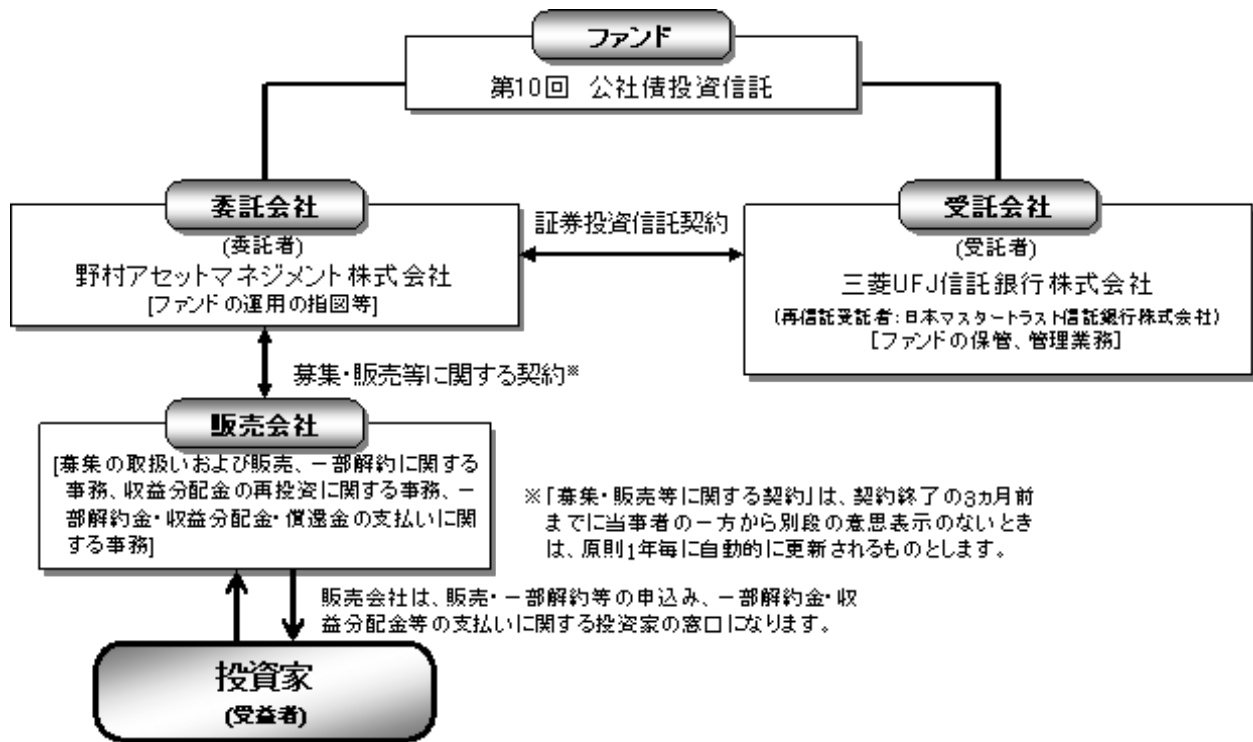 ファンド
第10回 公社債投資信託
委託会社
(委託者)
野村アセットマネジメント株式会社
[ファンドの運用の指図等]
証券投資信託契約
受託会社
(受託者)
三菱UFJ信託銀行株式会社
(再信託受託者:日本マスタートラスト信託銀行株式会社)
[ファンドの保管、管理業務]
募集・販売等に関する契約※
販売会社
[募集の取扱いおよび販売、一部解約に関する
事務、収益分配金の再投資に関する事務、一
部解約金・収益分配金・償還金の支払いに関
する事務]
※「募集・販売等に関する契約」は、契約終了の3ヵ月前
までに当事者の一方から別段の意思表示のないとき
は、原則1年毎に自動的に更新されるものとします。
販売会社は、販売・一部解約等の申込み、一部解約金・収
益分配金等の支払いに関する投資家の窓口になります。
投資家
(受益者)